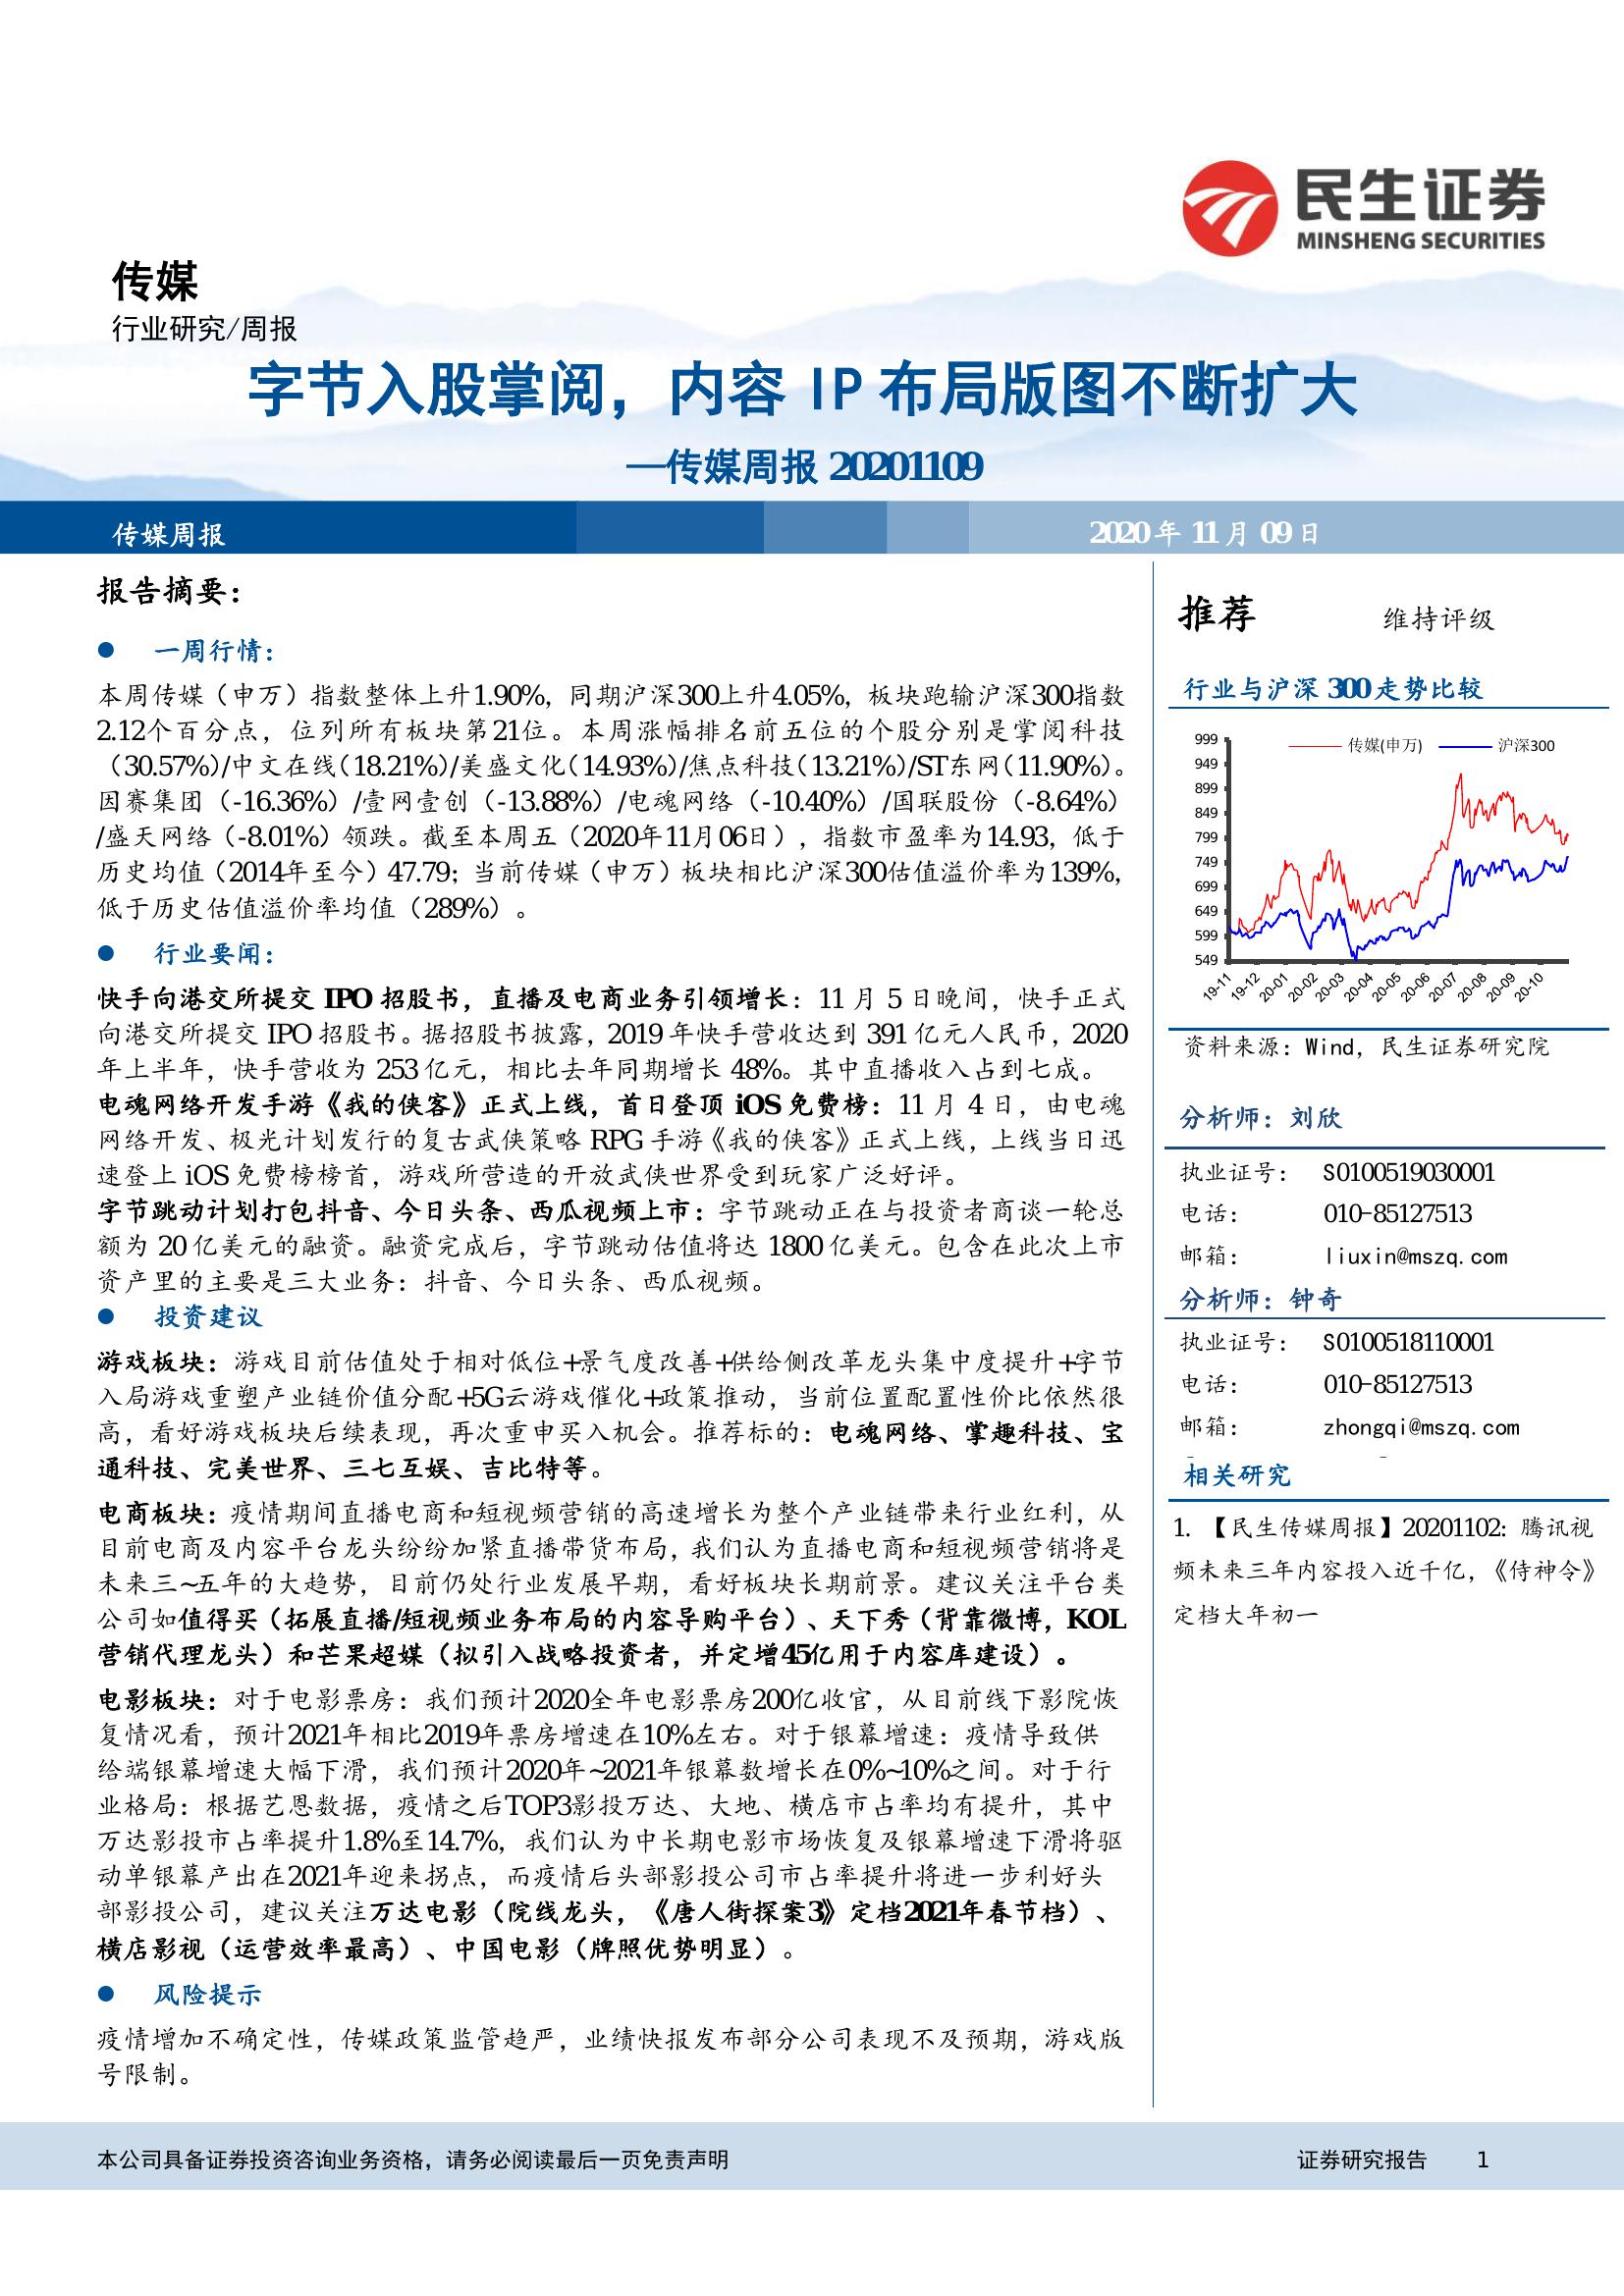 民生证券
MINSHENG SECURITIES
传媒
行业研究/周报
字节入股掌阅，内容 IP 布局版图不断扩大
—传媒周报 20201109
传媒周报
2020 年 11 月 09 日
报告摘要：
● 一周行情：
本周传媒（申万）指数整体上升1.90%，同期沪深300上升4.05%，板块跑输沪深300指数
2.12个百分点，位列所有板块第21位。本周涨幅排名前五位的个股分别是掌阅科技
（30.57%)/中文在线(18.21%)/美盛文化(14.93%)/焦点科技(13.21%)/ST东网(11.90%)。
因赛集团（-16.36%）/壹网壹创（-13.88%）/电魂网络（-10.40%）/国联股份（-8.64%）
/盛天网络（-8.01%）领跌。截至本周五（2020年11月06日），指数市盈率为14.93，低于
历史均值（2014年至今）47.79；当前传媒（申万）板块相比沪深300估值溢价率为139%，
低于历史估值溢价率均值（289%）。
● 行业要闻：
快手向港交所提交 IPO 招股书，直播及电商业务引领增长：11 月 5 日晚间，快手正式
向港交所提交 IPO 招股书。据招股书披露，2019 年快手营收达到 391 亿元人民币，2020
年上半年，快手营收为 253 亿元，相比去年同期增长 48%。其中直播收入占到七成。
电魂网络开发手游《我的侠客》正式上线，首日登顶 iOS 免费榜：11 月 4 日，由电魂
网络开发、极光计划发行的复古武侠策略 RPG 手游《我的侠客》正式上线，上线当日迅
速登上 iOS 免费榜榜首，游戏所营造的开放武侠世界受到玩家广泛好评。
字节跳动计划打包抖音、今日头条、西瓜视频上市：字节跳动正在与投资者商谈一轮总
额为 20 亿美元的融资。融资完成后，字节跳动估值将达 1800 亿美元。包含在此次上市
资产里的主要是三大业务：抖音、今日头条、西瓜视频。
● 投资建议
游戏板块：游戏目前估值处于相对低位+景气度改善+供给侧改革龙头集中度提升+字节
入局游戏重塑产业链价值分配+5G云游戏催化+政策推动，当前位置配置性价比依然很
高，看好游戏板块后续表现，再次重申买入机会。推荐标的：电魂网络、掌趣科技、宝
通科技、完美世界、三七互娱、吉比特等。
电商板块：疫情期间直播电商和短视频营销的高速增长为整个产业链带来行业红利，从
目前电商及内容平台龙头纷纷加紧直播带货布局，我们认为直播电商和短视频营销将是
未来三~五年的大趋势，目前仍处行业发展早期，看好板块长期前景。建议关注平台类
公司如值得买（拓展直播/短视频业务布局的内容导购平台）、天下秀（背靠微博，KOL
营销代理龙头）和芒果超媒（拟引入战略投资者，并定增45亿用于内容库建设）。
电影板块：对于电影票房：我们预计2020全年电影票房200亿收官，从目前线下影院恢
复情况看，预计2021年相比2019年票房增速在10%左右。对于银幕增速：疫情导致供
给端银幕增速大幅下滑，我们预计2020年~2021年银幕数增长在0%~10%之间。对于行
业格局：根据艺恩数据，疫情之后TOP3影投万达、大地、横店市占率均有提升，其中
万达影投市占率提升1.8%至14.7%，我们认为中长期电影市场恢复及银幕增速下滑将驱
动单银幕产出在2021年迎来拐点，而疫情后头部影投公司市占率提升将进一步利好头
部影投公司，建议关注万达电影（院线龙头，《唐人街探案3》定档2021年春节档）、
横店影视（运营效率最高）、中国电影（牌照优势明显）。
● 风险提示
疫情增加不确定性，传媒政策监管趋严，业绩快报发布部分公司表现不及预期，游戏版
号限制。
推荐 维持评级
行业与沪深 300 走势比较
传媒(申万) 沪深300
999
949
899
849
799
749
699
649
599
549
19-11 19-12 20-01 20-02 20-03 20-04 20-05 20-06 20-07 20-08 20-09 20-10
资料来源：Wind，民生证券研究院
分析师：刘欣
执业证号： S0100519030001
电话： 010-85127513
邮箱： liuxin@mszq.com
分析师：钟奇
执业证号： S0100518110001
电话： 010-85127513
邮箱： zhongqi@mszq.com
相关研究
1. 【民生传媒周报】20201102: 腾讯视
频未来三年内容投入近千亿，《侍神令》
定档大年初一
本公司具备证券投资咨询业务资格，请务必阅读最后一页免责声明
证券研究报告 1